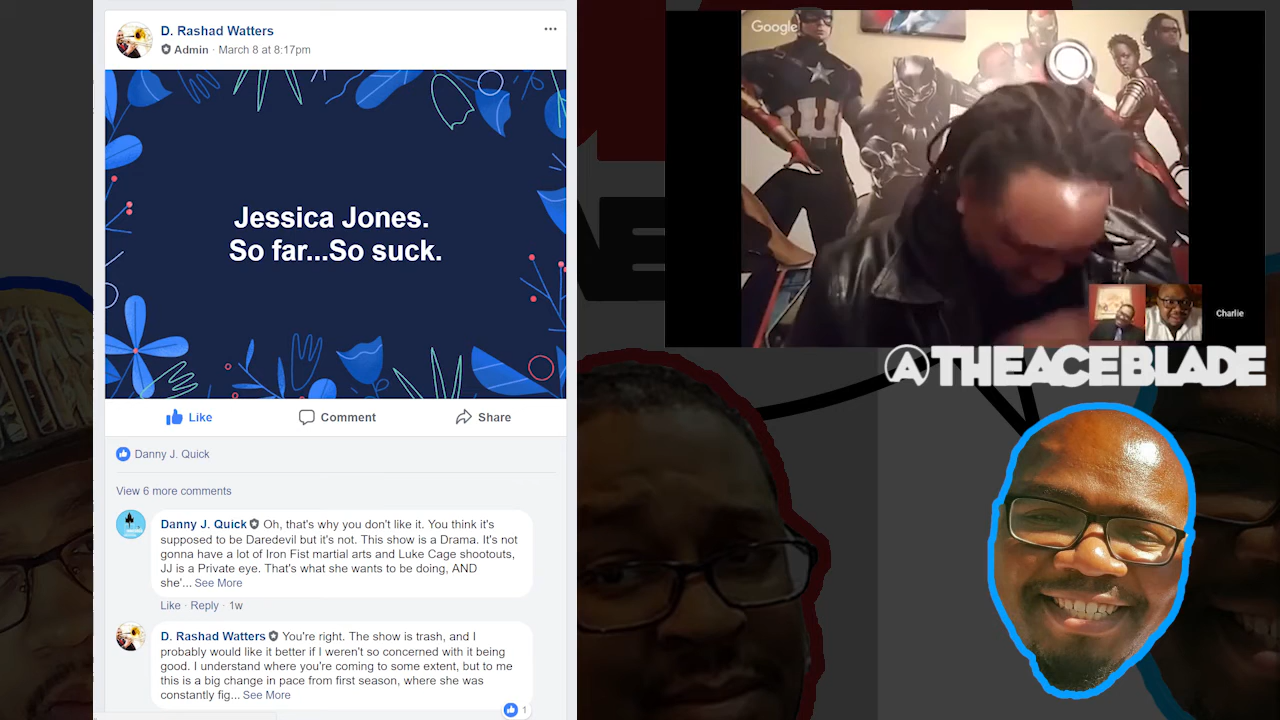 D. Rashad Watters
Admin · March 8 at 8:17pm
Jessica Jones.
So far...So suck.
Like
Comment
Share
Danny J. Quick
View 6 more comments
Danny J. Quick Oh, that's why you don't like it. You think it's
supposed to be Daredevil but it's not. This show is a Drama. It's not
gonna have a lot of Iron Fist martial arts and Luke Cage shootouts,
JJ is a Private eye. That's what she wants to be doing, AND
she'... See More
Like · Reply · 1w
D. Rashad Watters You're right. The show is trash, and I
probably would like it better if I weren't so concerned with it being
good. I understand where you're coming to some extent, but to me
this is a big change in pace from first season, where she was
constantly fig... See More
1
Google
Charlie
THEACEBLADE